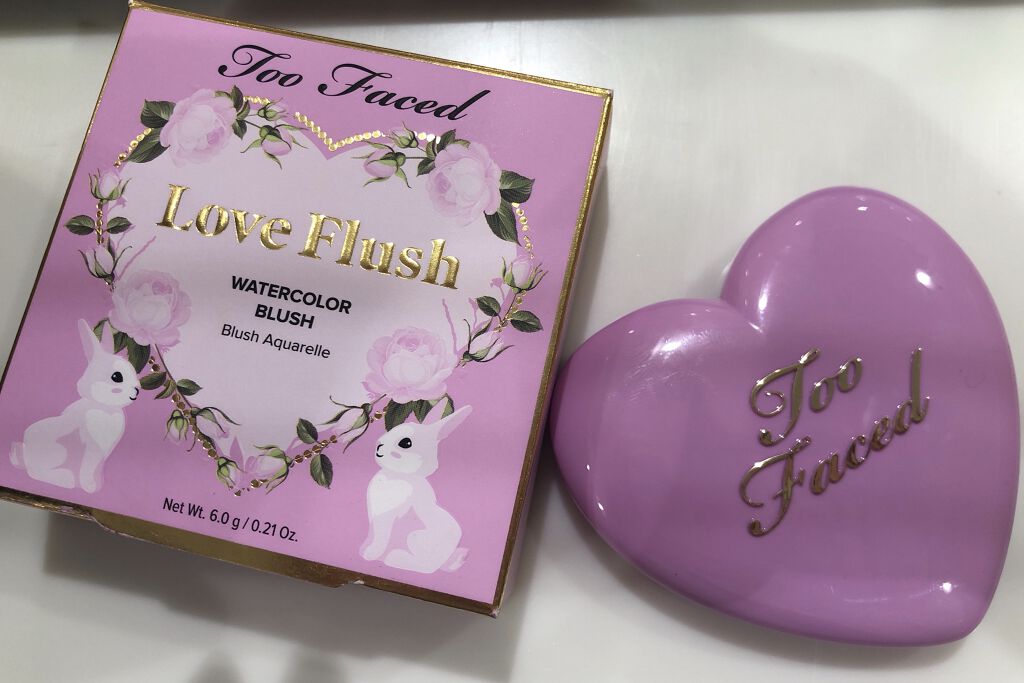 Too Faced
Love Flush
WATERCOLOR
BLUSH
Blush Aquarelle
Net Wt. 6.0 g / 0.21 Oz.
Too
Faced